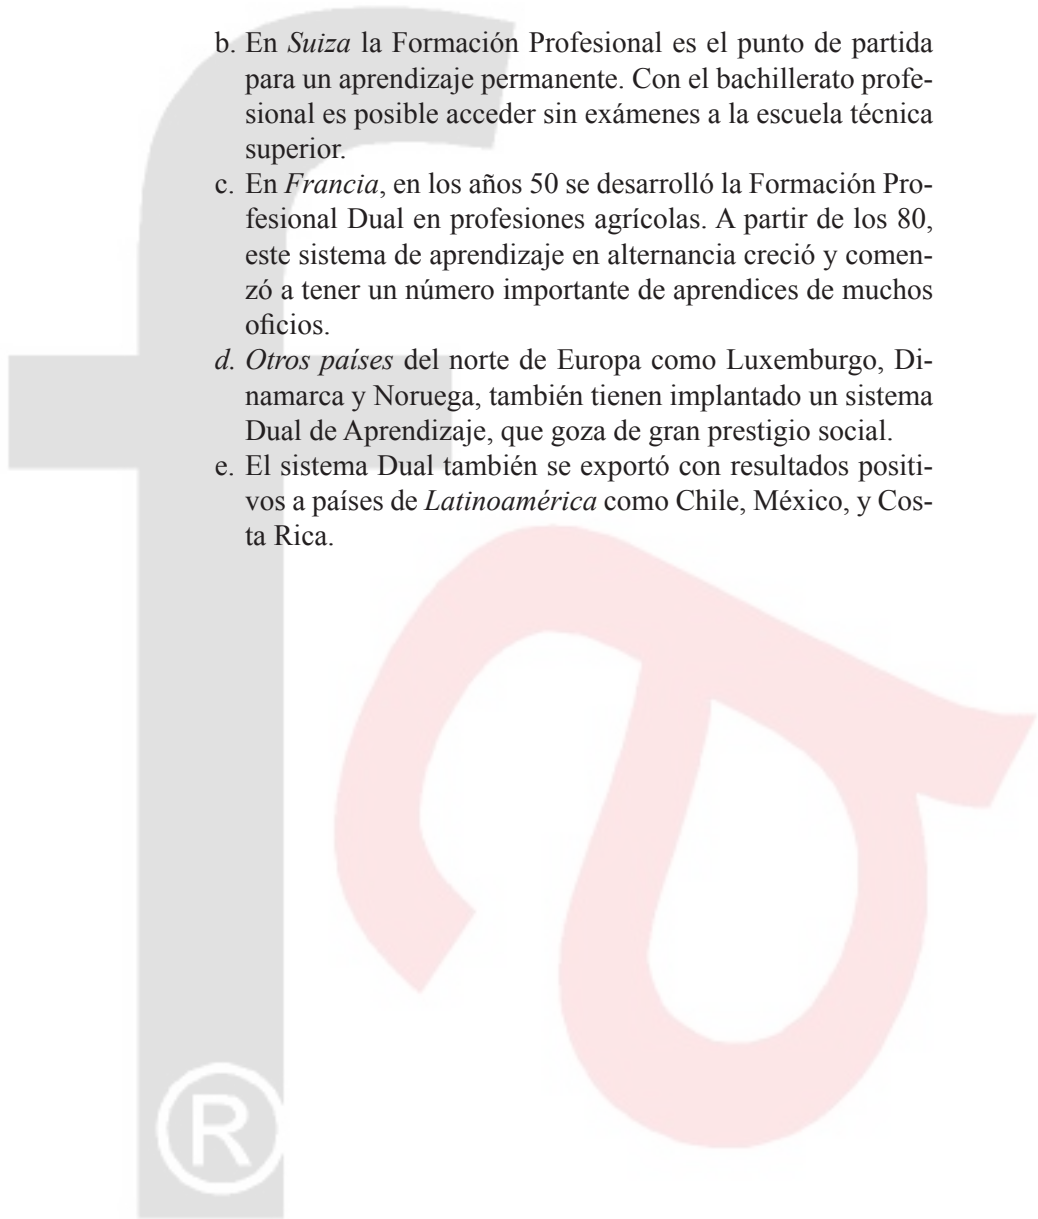 b. En Suiza la Formación Profesional es el punto de partida
para un aprendizaje permanente. Con el bachillerato profe-
sional es posible acceder sin exámenes a la escuela técnica
superior.
c. En Francia, en los años 50 se desarrolló la Formación Pro-
fesional Dual en profesiones agrícolas. A partir de los 80,
este sistema de aprendizaje en alternancia creció y comen-
zó a tener un número importante de aprendices de muchos
oficios.
d. Otros países del norte de Europa como Luxemburgo, Di-
namarca y Noruega, también tienen implantado un sistema
Dual de Aprendizaje, que goza de gran prestigio social.
e. El sistema Dual también se exportó con resultados positi-
vos a países de Latinoamérica como Chile, México, y Cos-
ta Rica.
®